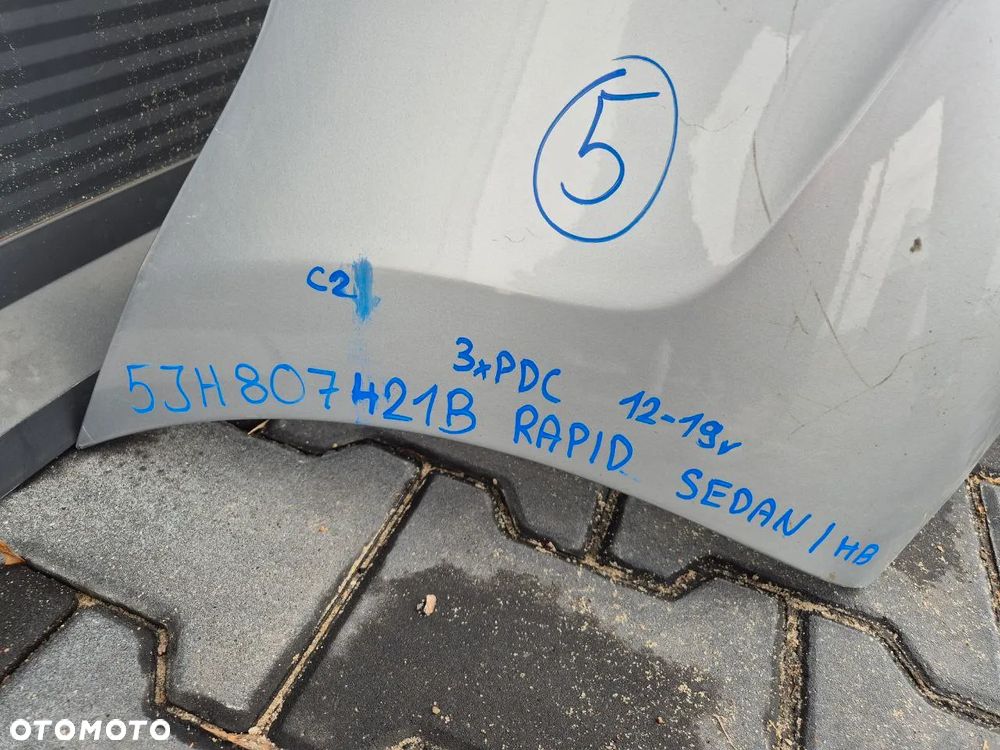 5
C2
3xPDC 12-19r
5JH807421B RAPID SEDAN/HB
OTOMOTO